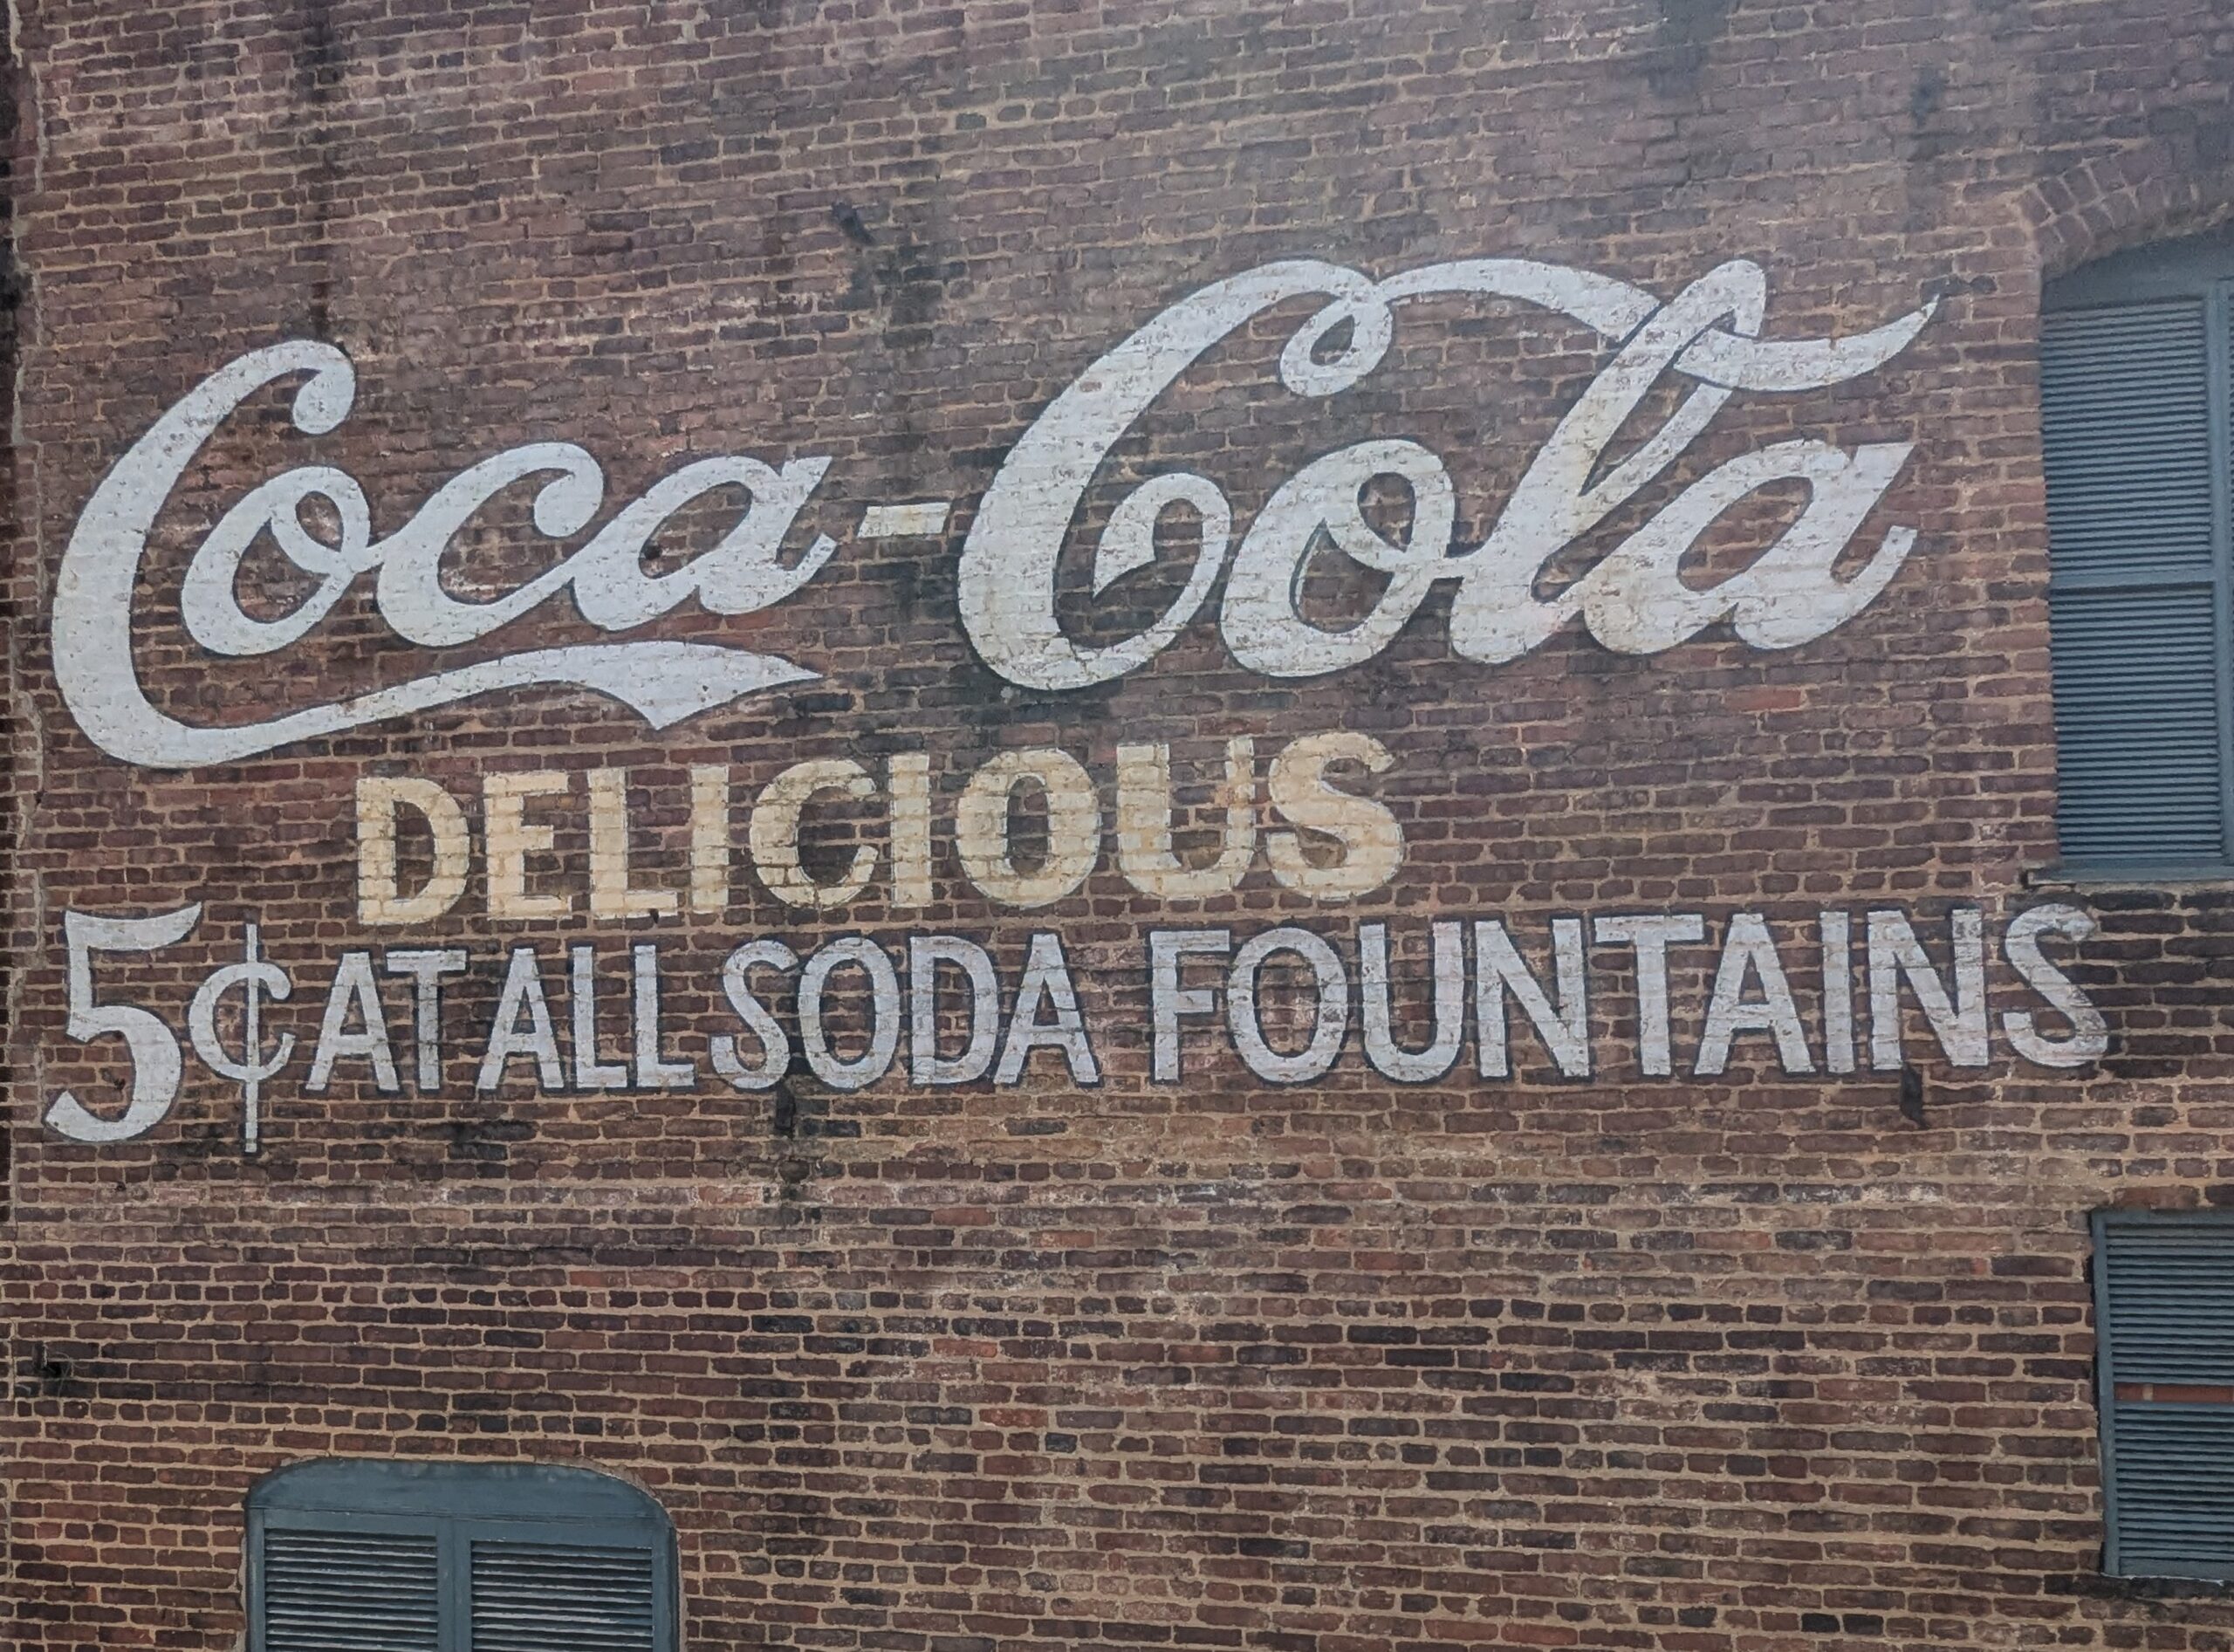 Coca-Cola
DELICIOUS
5¢ AT ALL SODA FOUNTAINS